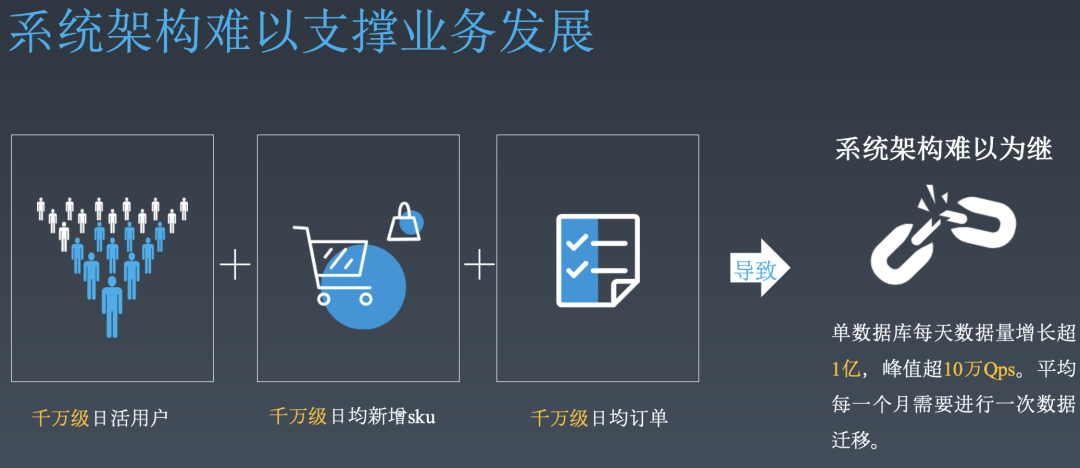 系统架构难以支撑业务发展
千万级日活用户
千万级日均新增sku
千万级日均订单
导致
系统架构难以为继
单数据库每天数据量增长超
1亿，峰值超10万Qps。平均
每一个月需要进行一次数据
迁移。